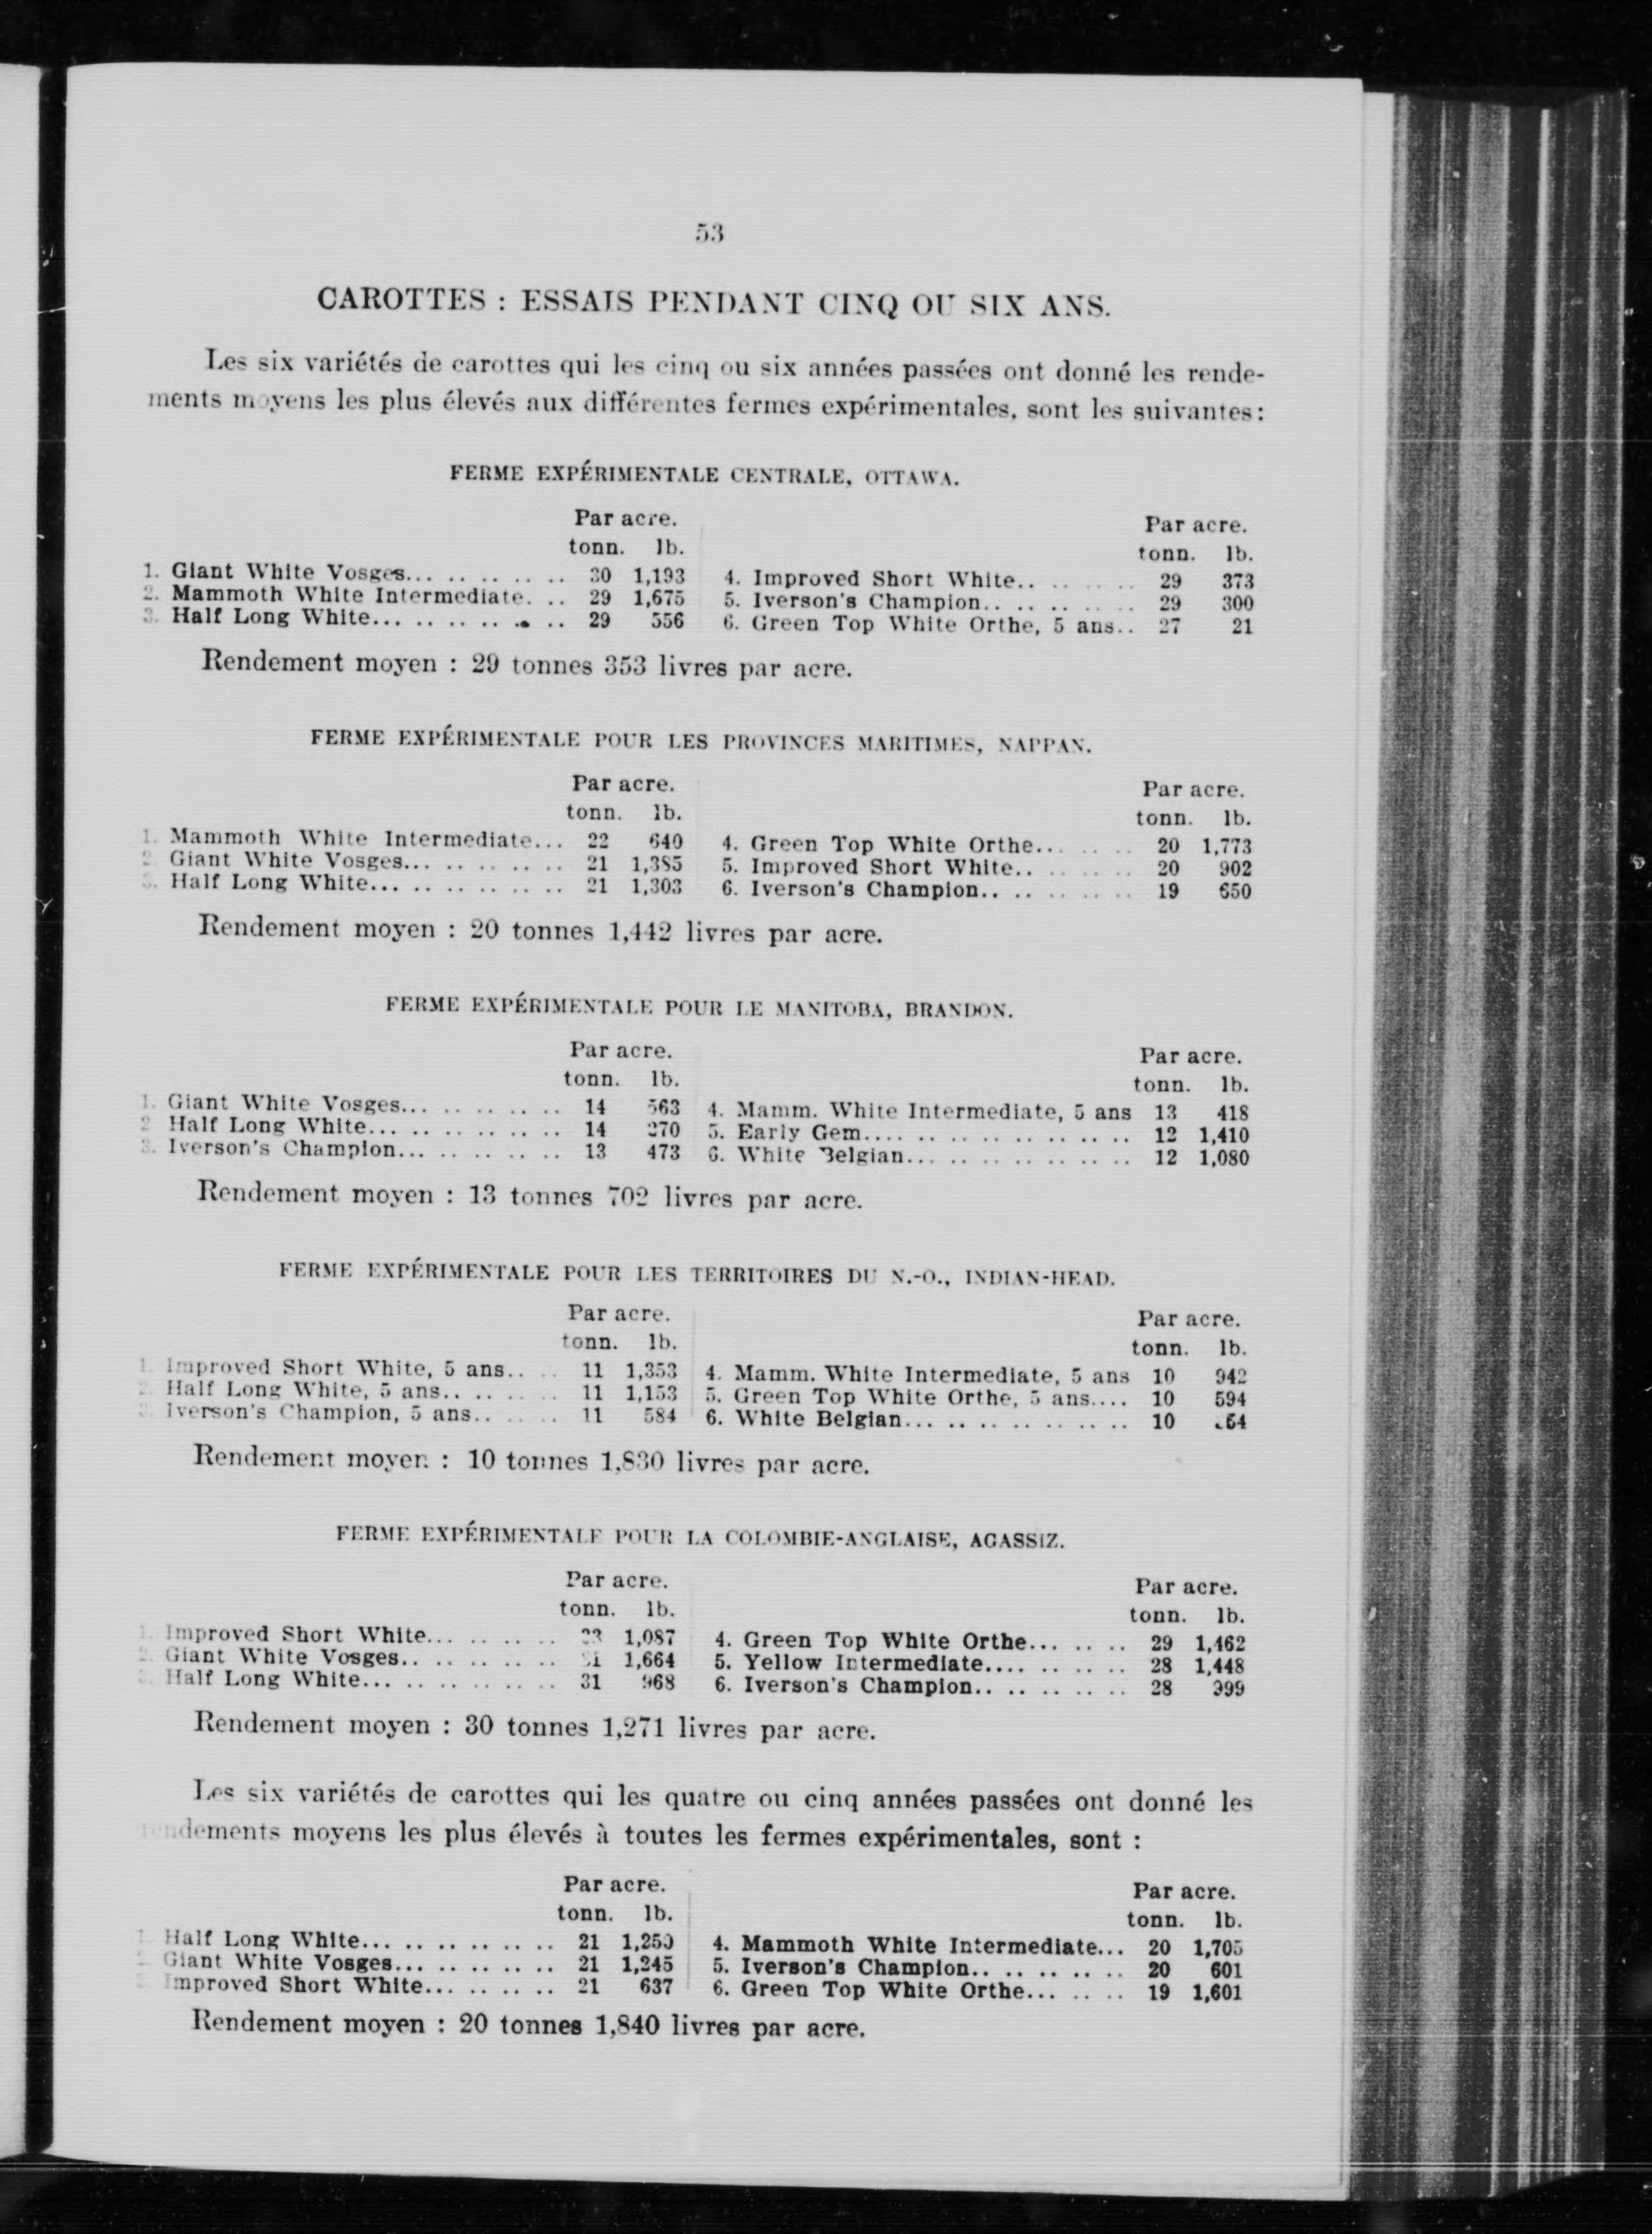 53
CAROTTES : ESSAIS PENDANT CINQ OU SIX ANS.
Les six variétés de carottes qui les cinq ou six années passées ont donné les rende-
ments moyens les plus élevés aux différentes fermes expérimentales, sont les suivantes:
FERME EXPÉRIMENTALE CENTRALE, OTTAWA.
Par acre. Par acre.
tonn. lb. tonn. lb.
1. Giant White Vosges... .. .. .. .. .. 30 1,193 4. Improved Short White.. .. .. .. .. 29 373
2. Mammoth White Intermediate. .. 29 1,675 5. Iverson's Champion.. .. .. .. .. 29 300
3. Half Long White... .. .. .. .. .. .. 29 556 6. Green Top White Orthe, 5 ans.. 27 21
Rendement moyen : 29 tonnes 353 livres par acre.
FERME EXPÉRIMENTALE POUR LES PROVINCES MARITIMES, NAPPAN.
Par acre. Par acre.
tonn. lb. tonn. lb.
1. Mammoth White Intermediate... 22 640 4. Green Top White Orthe... .. .. .. 20 1,773
2. Giant White Vosges... .. .. .. .. .. 21 1,385 5. Improved Short White.. .. .. .. .. 20 902
3. Half Long White... .. .. .. .. .. .. 21 1,303 6. Iverson's Champion.. .. .. .. .. 19 650
Rendement moyen : 20 tonnes 1,442 livres par acre.
FERME EXPÉRIMENTALE POUR LE MANITOBA, BRANDON.
Par acre. Par acre.
tonn. lb. tonn. lb.
1. Giant White Vosges... .. .. .. .. .. 14 563 4. Mamm. White Intermediate, 5 ans 13 418
2 Half Long White... .. .. .. .. .. .. 14 270 5. Early Gem.... .. .. .. .. .. .. .. 12 1,410
3. Iverson's Champion... .. .. .. .. .. 13 473 6. White Belgian... .. .. .. .. .. .. 12 1,080
Rendement moyen : 13 tonnes 702 livres par acre.
FERME EXPÉRIMENTALE POUR LES TERRITOIRES DU N.-O., INDIAN-HEAD.
Par acre. Par acre.
tonn. lb. tonn. lb.
1. Improved Short White, 5 ans.. .. 11 1,353 4. Mamm. White Intermediate, 5 ans 10 942
2. Half Long White, 5 ans.. .. .. .. 11 1,153 5. Green Top White Orthe, 5 ans.... 10 594
3. Iverson's Champion, 5 ans.. .. .. .. 11 584 6. White Belgian... .. .. .. .. .. .. 10
Rendement moyen : 10 tonnes 1,830 livres par acre.
FERME EXPÉRIMENTALE POUR LA COLOMBIE-ANGLAISE, AGASSIZ.
Par acre. Par acre.
tonn. lb. tonn. lb.
1. Improved Short White... .. .. .. .. 1,087 4. Green Top White Orthe... .. .. .. 29 1,462
2. Giant White Vosges.. .. .. .. .. .. 31 1,664 5. Yellow Intermediate.... .. .. .. 28 1,448
3. Half Long White... .. .. .. .. .. .. 31 968 6. Iverson's Champion.. .. .. .. .. 28 999
Rendement moyen : 30 tonnes 1,271 livres par acre.
Les six variétés de carottes qui les quatre ou cinq années passées ont donné les
rendements moyens les plus élevés à toutes les fermes expérimentales, sont :
Par acre. Par acre.
tonn. lb. tonn. lb.
1. Half Long White... .. .. .. .. .. .. 21 1,250 4. Mammoth White Intermediate... 20 1,705
2. Giant White Vosges... .. .. .. .. .. 21 1,245 5. Iverson's Champion.. .. .. .. .. 20 601
3 Improved Short White... .. .. .. .. 21 637 6. Green Top White Orthe... .. .. .. 19 1,601
Rendement moyen : 20 tonnes 1,840 livres par acre.